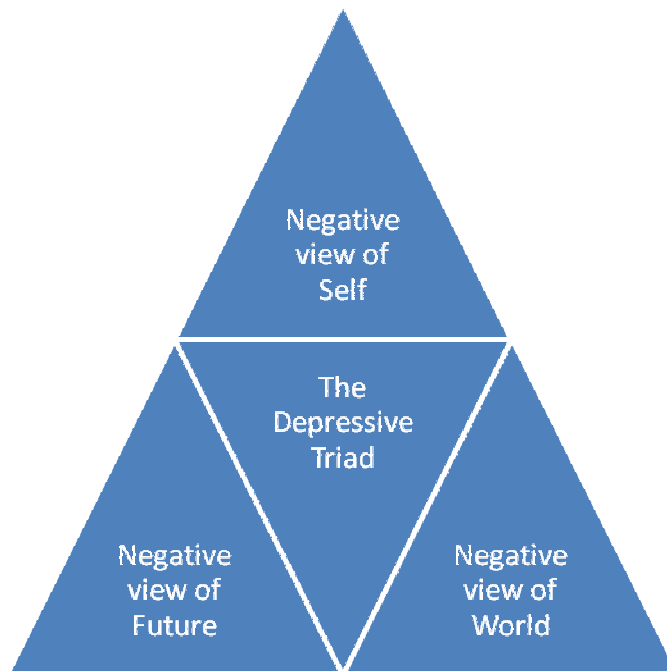 Negative
view of
Self
The
Depressive
Triad
Negative
view of
Future
Negative
view of
World